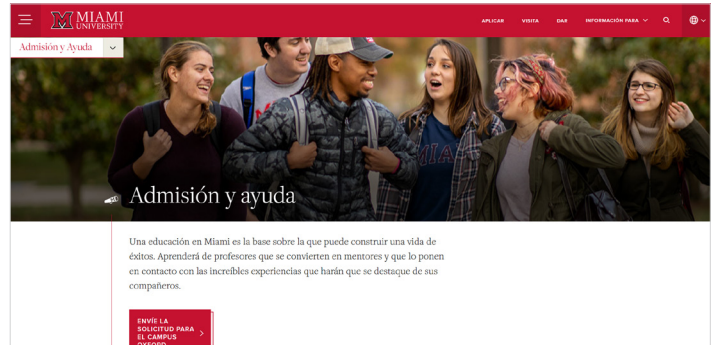 MIAMI
UNIVERSITY
APLICAR VISITA DAR INFORMACIÓN PARA
Admisión y Ayuda
MIA
Admisión y ayuda
Una educación en Miami es la base sobre la que puede construir una vida de
éxitos. Aprenderá de profesores que se convierten en mentores y que lo ponen
en contacto con las increíbles experiencias que harán que se destaque de sus
compañeros.
ENVÍE LA
SOLICITUD PARA
EL CAMPUS
OXFORD